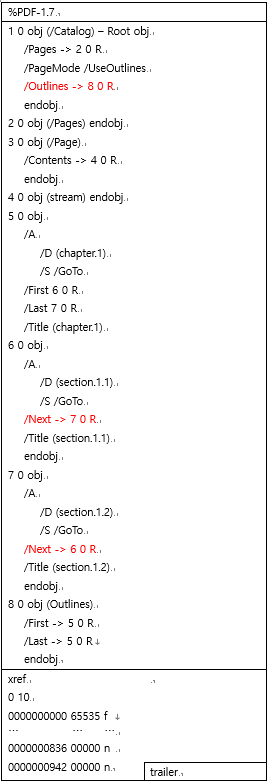 %PDF-1.7
1 0 obj (/Catalog) – Root obj
/Pages -> 2 0 R
/PageMode /UseOutlines
/Outlines -> 8 0 R
endobj
2 0 obj (/Pages) endobj
3 0 obj (/Page)
/Contents -> 4 0 R
endobj
4 0 obj (stream) endobj
5 0 obj
/A
/D (chapter.1)
/S /GoTo
/First 6 0 R
/Last 7 0 R
/Title (chapter.1)
6 0 obj
/A
/D (section.1.1)
/S /GoTo
/Next -> 7 0 R
/Title (section.1.1)
endobj
7 0 obj
/A
/D (section.1.2)
/S /GoTo
/Next -> 6 0 R
/Title (section.1.2)
endobj
8 0 obj (Outlines)
/First -> 5 0 R
/Last -> 5 0 R
endobj
xref
0 10
0000000000 65535 f
... ... ...
0000000836 00000 n
0000000942 00000 n
trailer